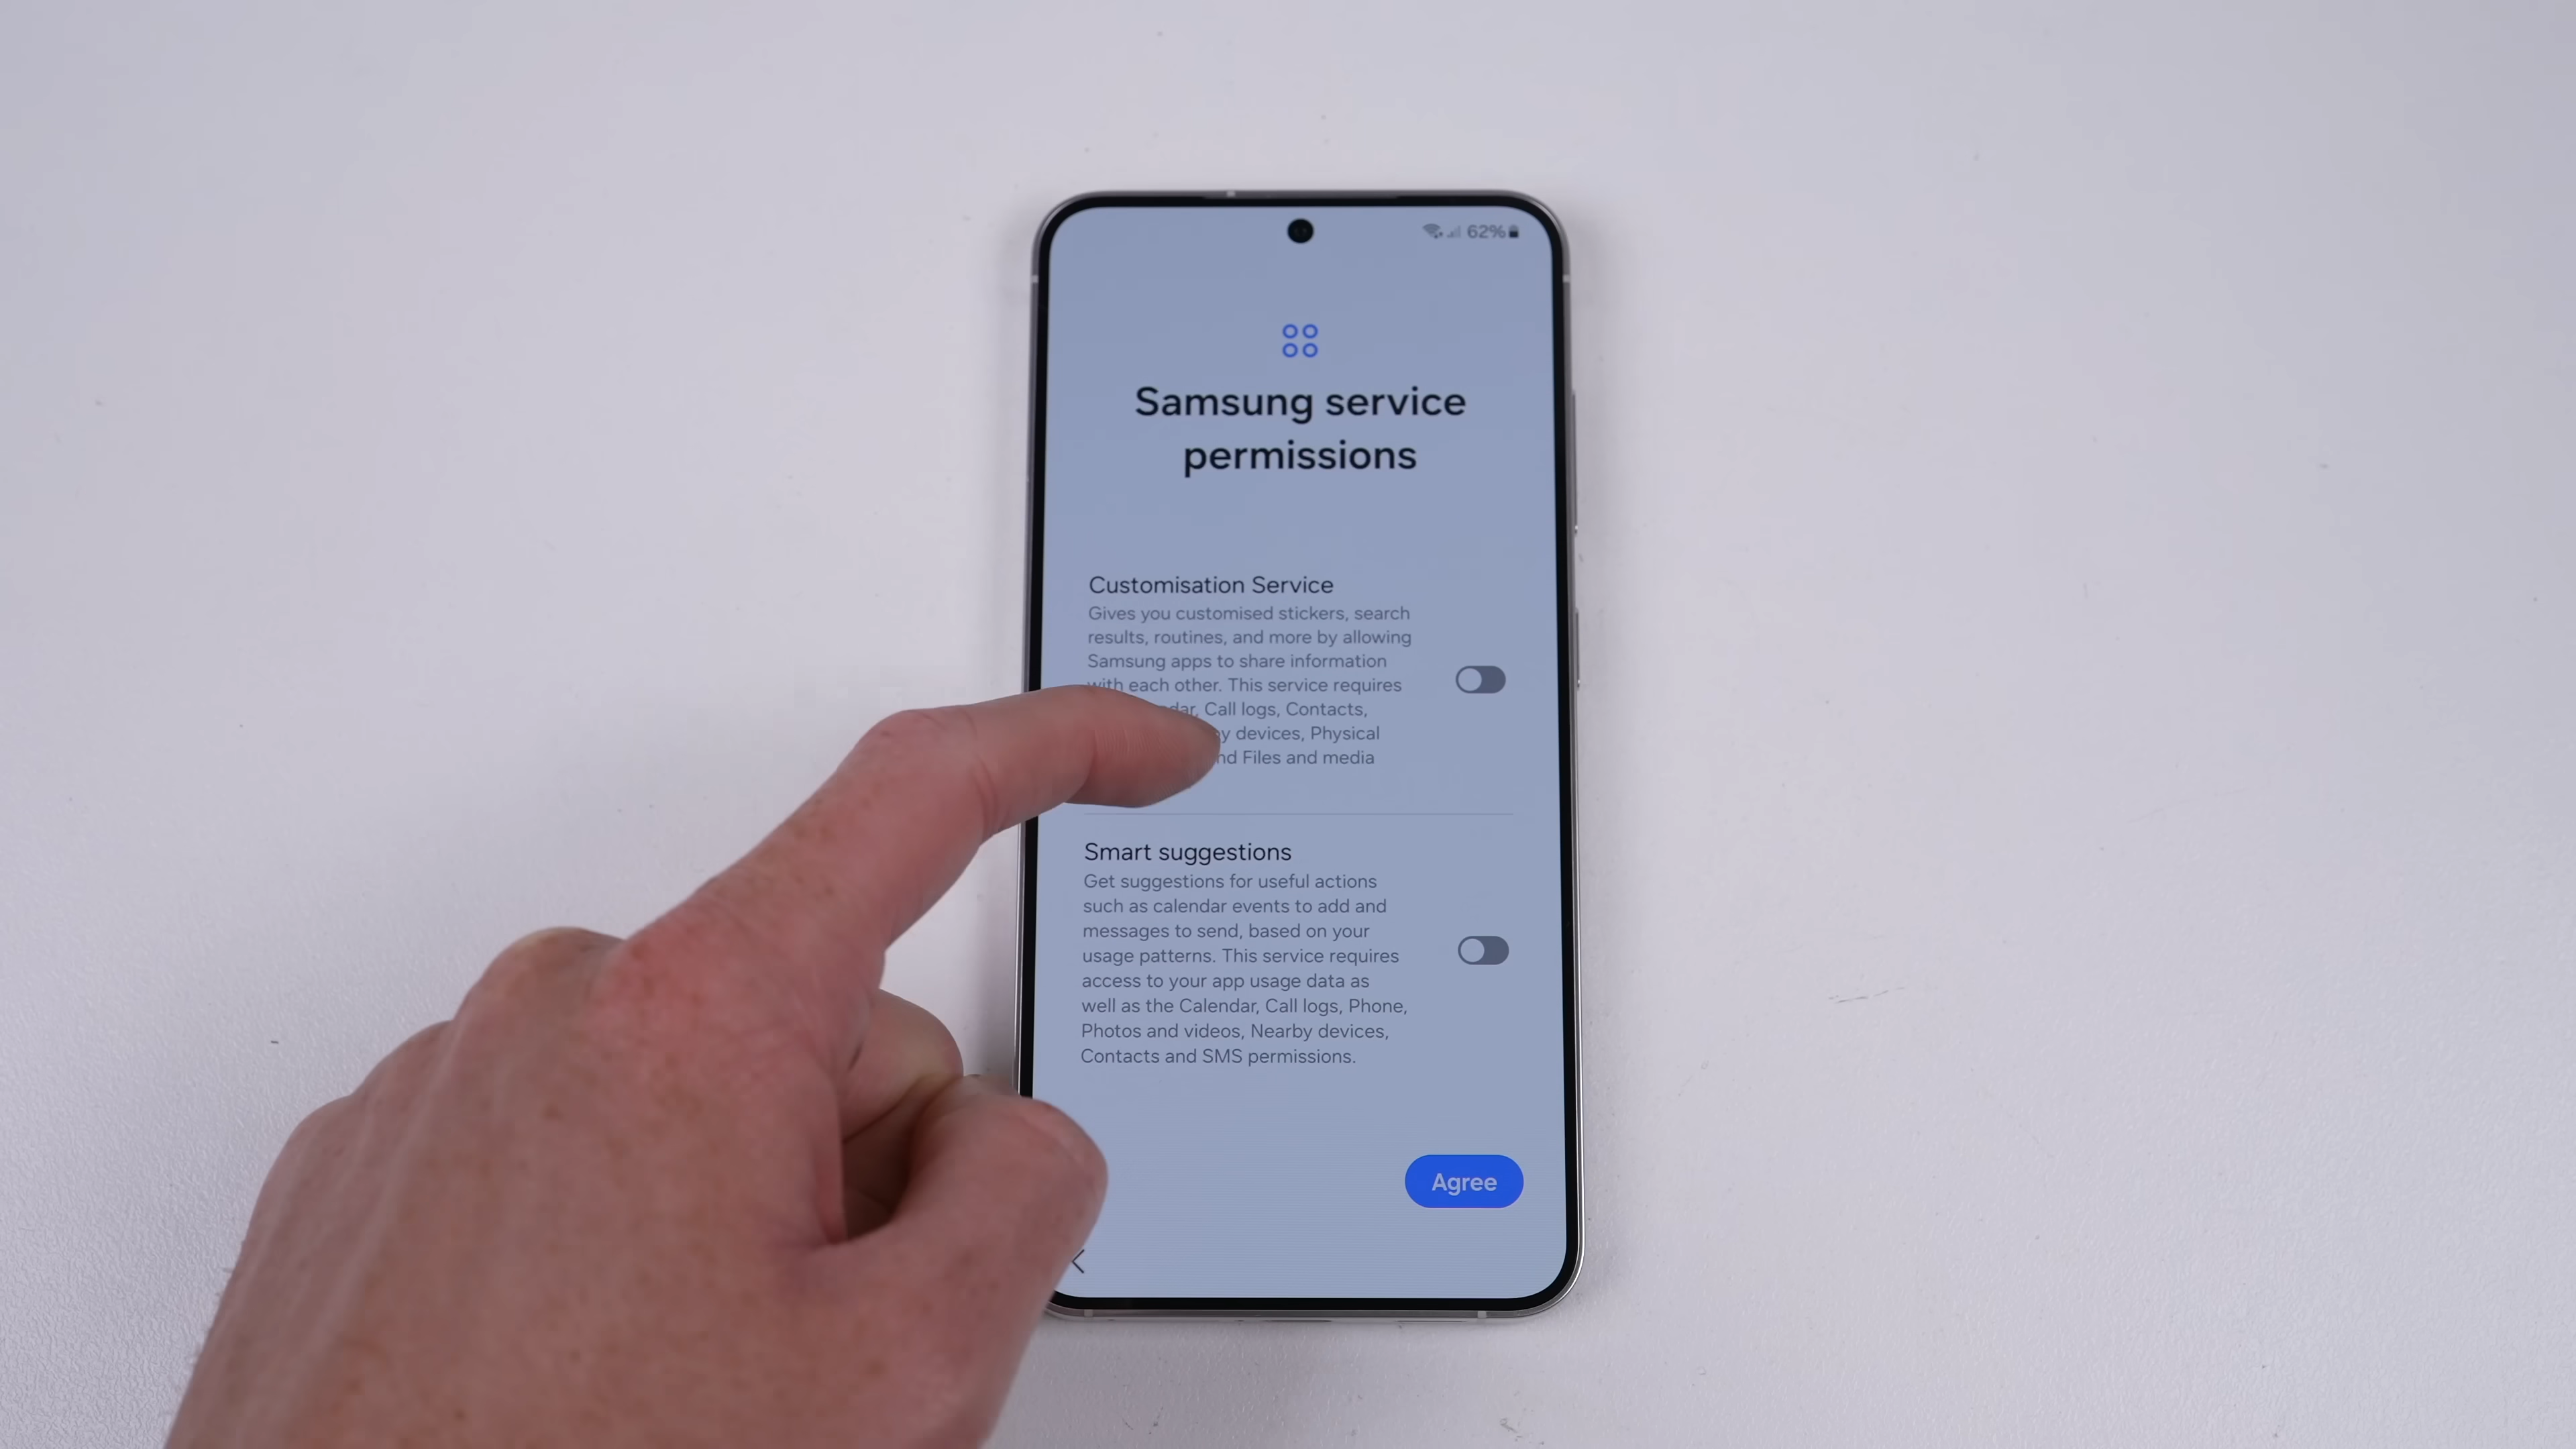 62%
Samsung service
permissions
Customisation Service
Gives you customised stickers, search
results, routines, and more by allowing
Samsung apps to share information
with each other. This service requires
Call logs, Contacts,
devices, Physical
Files and media
Smart suggestions
Get suggestions for useful actions
such as calendar events to add and
messages to send, based on your
usage patterns. This service requires
access to your app usage data as
well as the Calendar, Call logs, Phone,
Photos and videos, Nearby devices,
Contacts and SMS permissions.
Agree